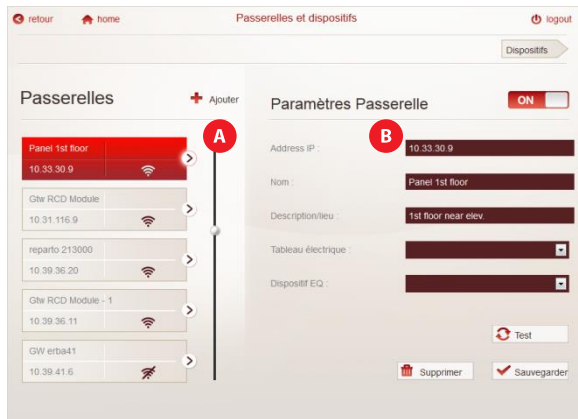 retour
home
Passerelles et dispositifs
logout
Dispositifs
Passerelles
Ajouter
A
Panel 1st floor
10.33.30.9
Gtw RCD Module
10.31.116.9
reparto 213000
10.39.36.20
Gtw RCD Module - 1
10.39.36.11
GW erba41
10.39.41.6
Paramètres Passerelle
ON
B
Address IP :
10.33.30.9
Nom :
Panel 1st floor
Description/lieu :
1st floor near elev.
Tableau électrique :
Dispositif EQ :
Test
Supprimer
Sauvegarder